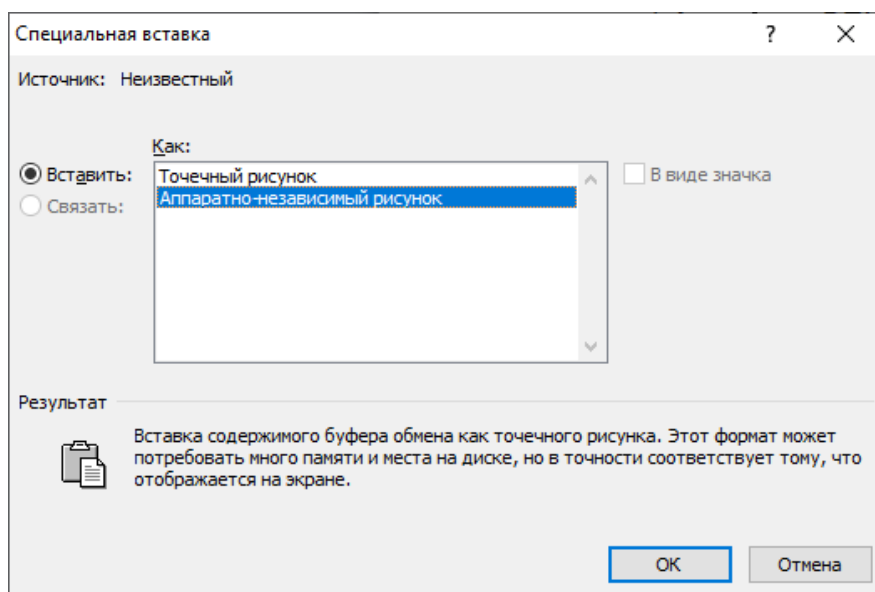 Специальная вставка
?
Источник: Неизвестный
Как:
Вставить:
Точечный рисунок
В виде значка
Связать:
Аппаратно-независимый рисунок
Результат
Вставка содержимого буфера обмена как точечного рисунка. Этот формат может
потребовать много памяти и места на диске, но в точности соответствует тому, что
отображается на экране.
ОК
Отмена